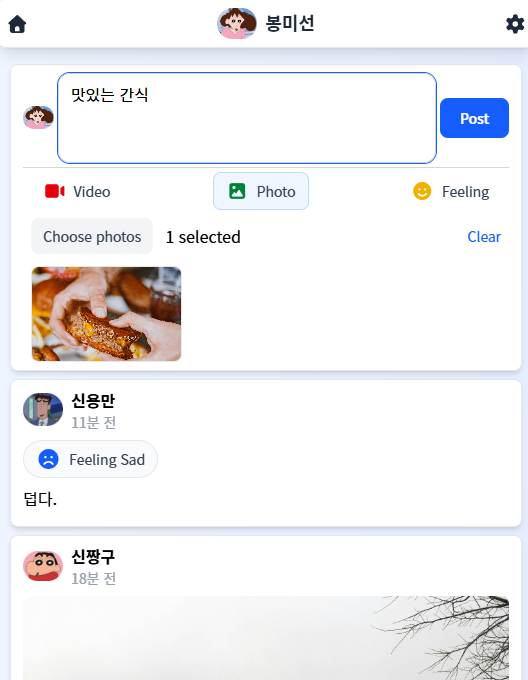 봉미선
맛있는 간식
Post
Video
Photo
Feeling
Choose photos
1 selected
Clear
신용만
11분 전
Feeling Sad
덥다.
신짱구
18분 전